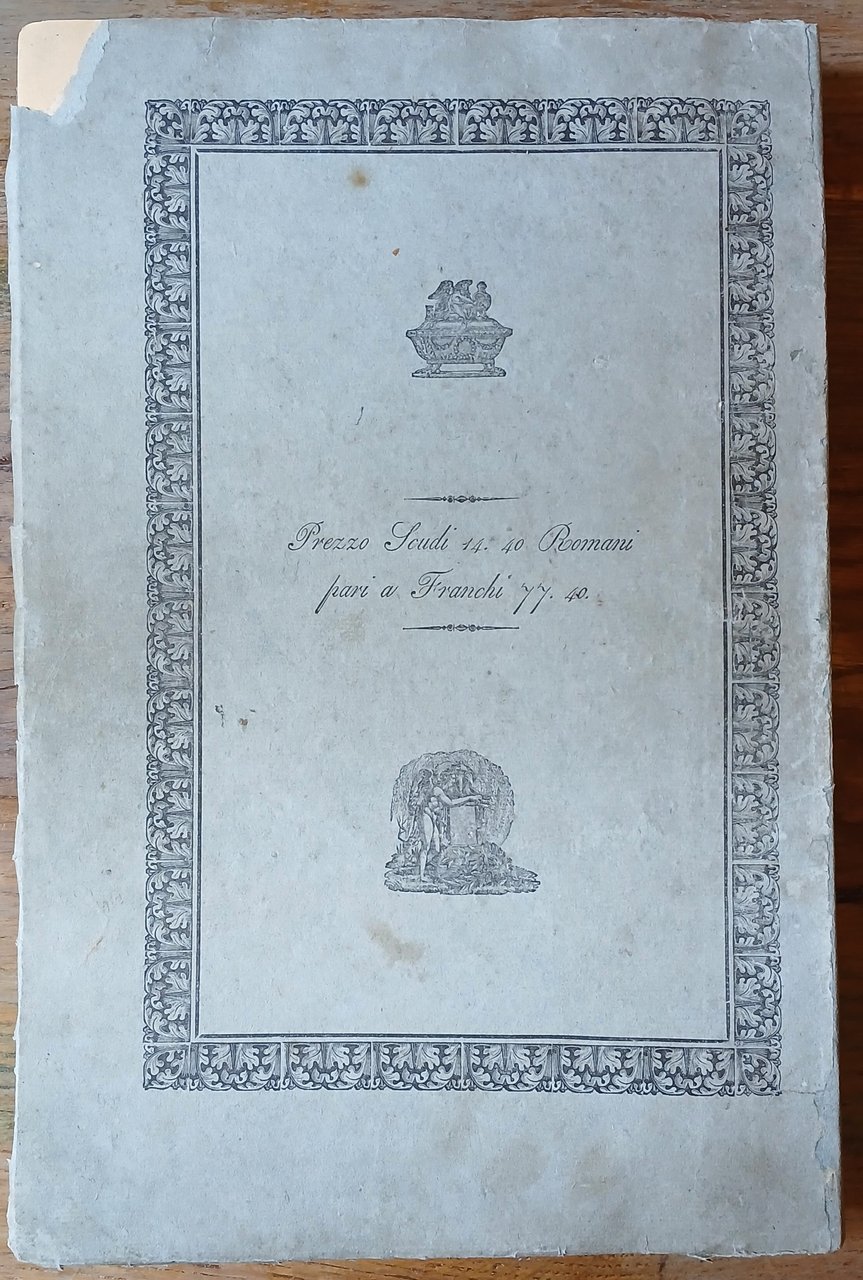 Prezzo Scudi 14. 40 Romani
pari a Franchi 77. 40.